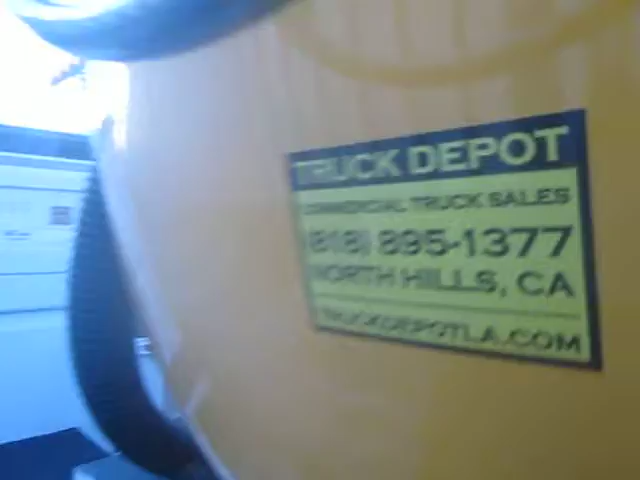 TRUCK DEPOT
COMMERCIAL TRUCK SALES
(818) 895-1377
NORTH HILLS, CA
TRUCKDEPOTLA.COM